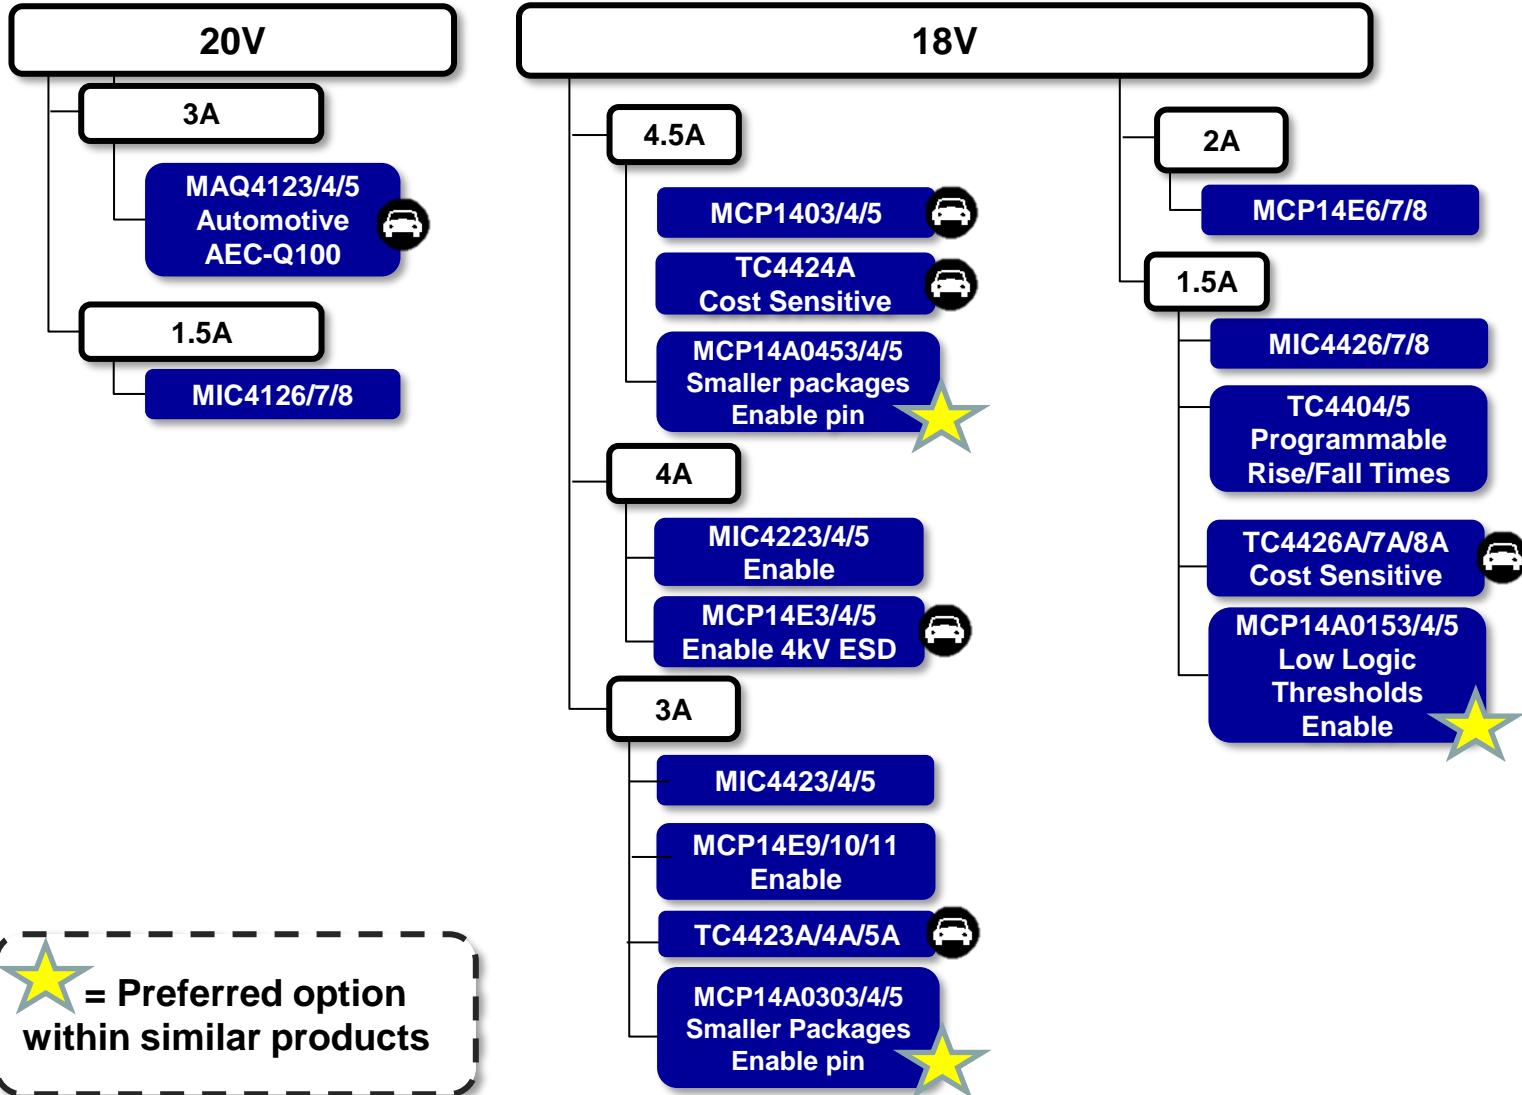 20V
3A
MAQ4123/4/5
Automotive
AEC-Q100
1.5A
MIC4126/7/8
18V
4.5A
MCP1403/4/5
TC4424A
Cost Sensitive
MCP14A0453/4/5
Smaller packages
Enable pin
4A
MIC4223/4/5
Enable
MCP14E3/4/5
Enable 4kV ESD
3A
MIC4423/4/5
MCP14E9/10/11
Enable
TC4423A/4A/5A
MCP14A0303/4/5
Smaller Packages
Enable pin
2A
MCP14E6/7/8
1.5A
MIC4426/7/8
TC4404/5
Programmable
Rise/Fall Times
TC4426A/7A/8A
Cost Sensitive
MCP14A0153/4/5
Low Logic
Thresholds
Enable
= Preferred option
within similar products